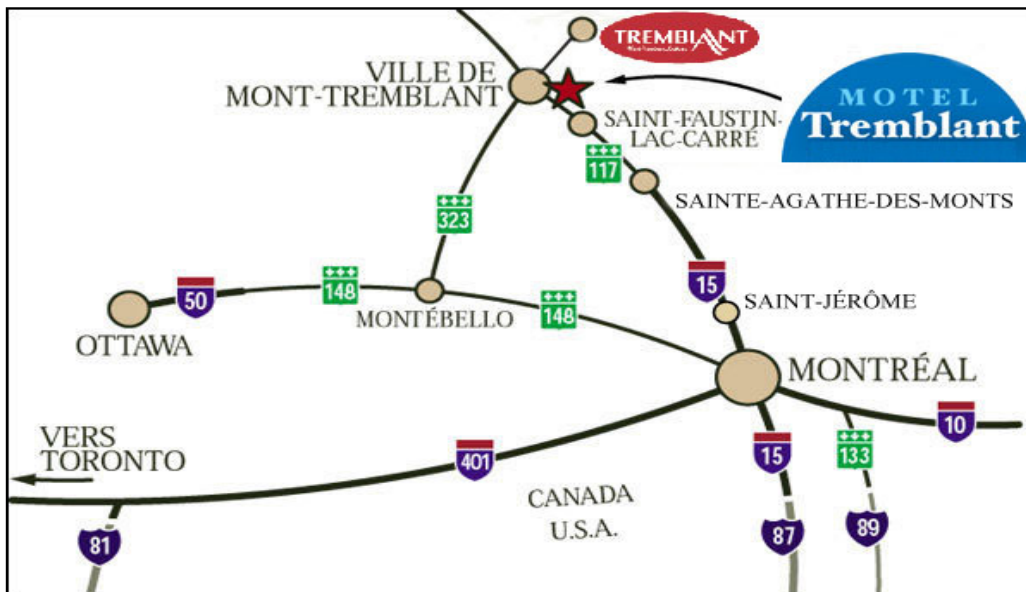 TREMBLANT
VILLE DE
MONT-TREMBLANT
MOTEL
Tremblant
SAINT-FAUSTIN-
LAC-CARRÉ
117
SAINTE-AGATHE-DES-MONTS
323
15
50
148
148
SAINT-JÉRÔME
MONTÉBELLO
OTTAWA
MONTRÉAL
10
VERS
TORONTO
401
15
133
CANADA
U.S.A.
81
87
89